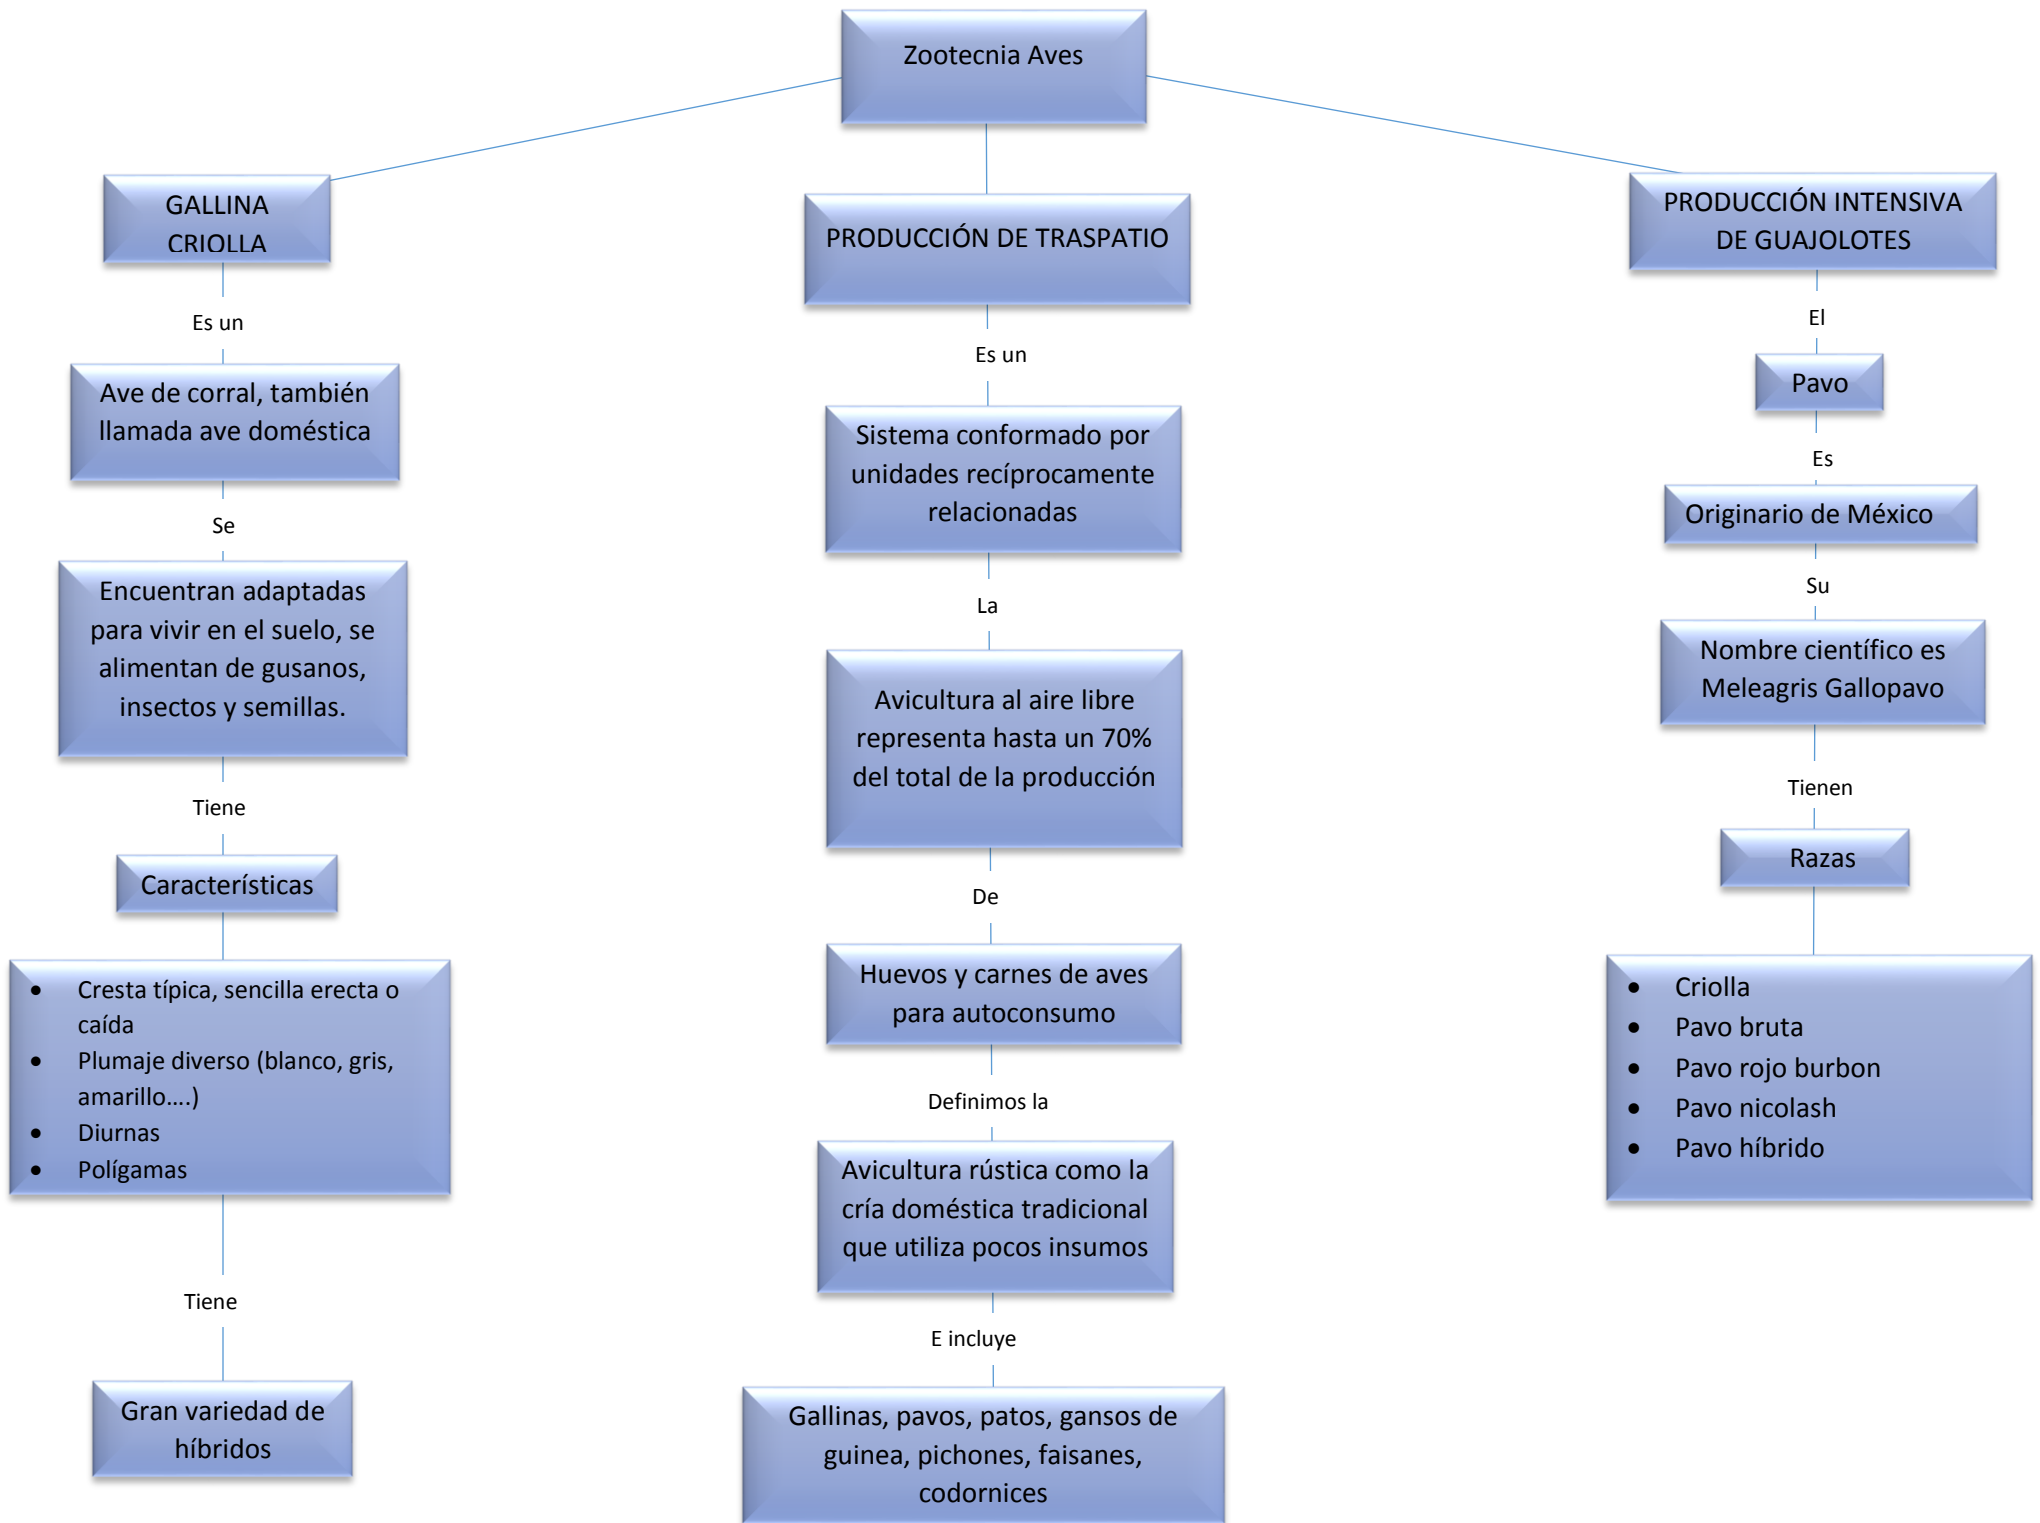 Zootecnia Aves
GALLINA
CRIOLLA
Es un
Ave de corral, también
llamada ave doméstica
Se
Encuentran adaptadas
para vivir en el suelo, se
alimentan de gusanos,
insectos y semillas.
Tiene
Características
• Cresta típica, sencilla erecta o
caída
• Plumaje diverso (blanco, gris,
amarillo....)
• Diurnas
• Polígamas
Tiene
Gran variedad de
híbridos
PRODUCCIÓN DE TRASPATIO
Es un
Sistema conformado por
unidades recíprocamente
relacionadas
La
Avicultura al aire libre
representa hasta un 70%
del total de la producción
De
Huevos y carnes de aves
para autoconsumo
Definimos la
Avicultura rústica como la
cría doméstica tradicional
que utiliza pocos insumos
E incluye
Gallinas, pavos, patos, gansos de
guinea, pichones, faisanes,
codornices
PRODUCCIÓN INTENSIVA
DE GUAJOLOTES
El
Pavo
Es
Originario de México
Su
Nombre científico es
Meleagris Gallopavo
Tienen
Razas
• Criolla
• Pavo bruta
• Pavo rojo burbon
• Pavo nicolash
• Pavo híbrido